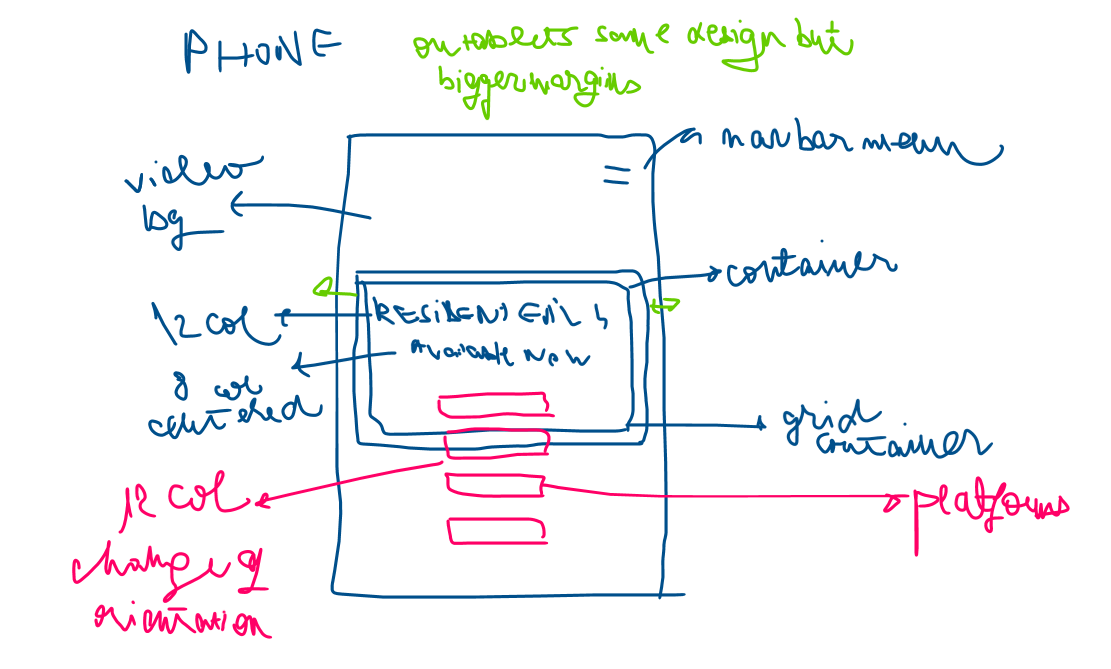 PHONE
on tablets same design but
bigger margins
navbar menu
video
bg
container
12 col
RESIDENT EVIL 4
Available now
8 col
centered
grid
container
12 col
platforms
change of
orientation